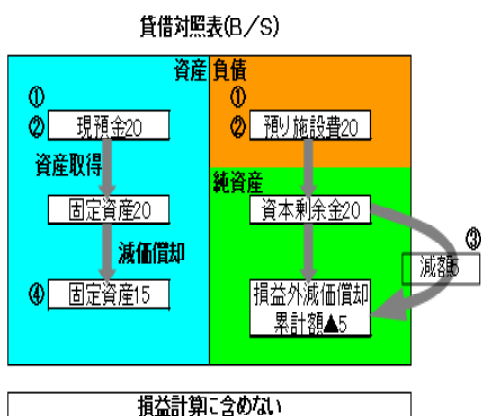 貸借対照表(B/S)
資産 負債
① ①
② 現預金20 ② 預り施設費20
資産取得
純資産
固定資産20 資本剰余金20
③
減価償却 減額5
④ 固定資産15 損益外減価償却
累計額▲5
損益計算に含めない